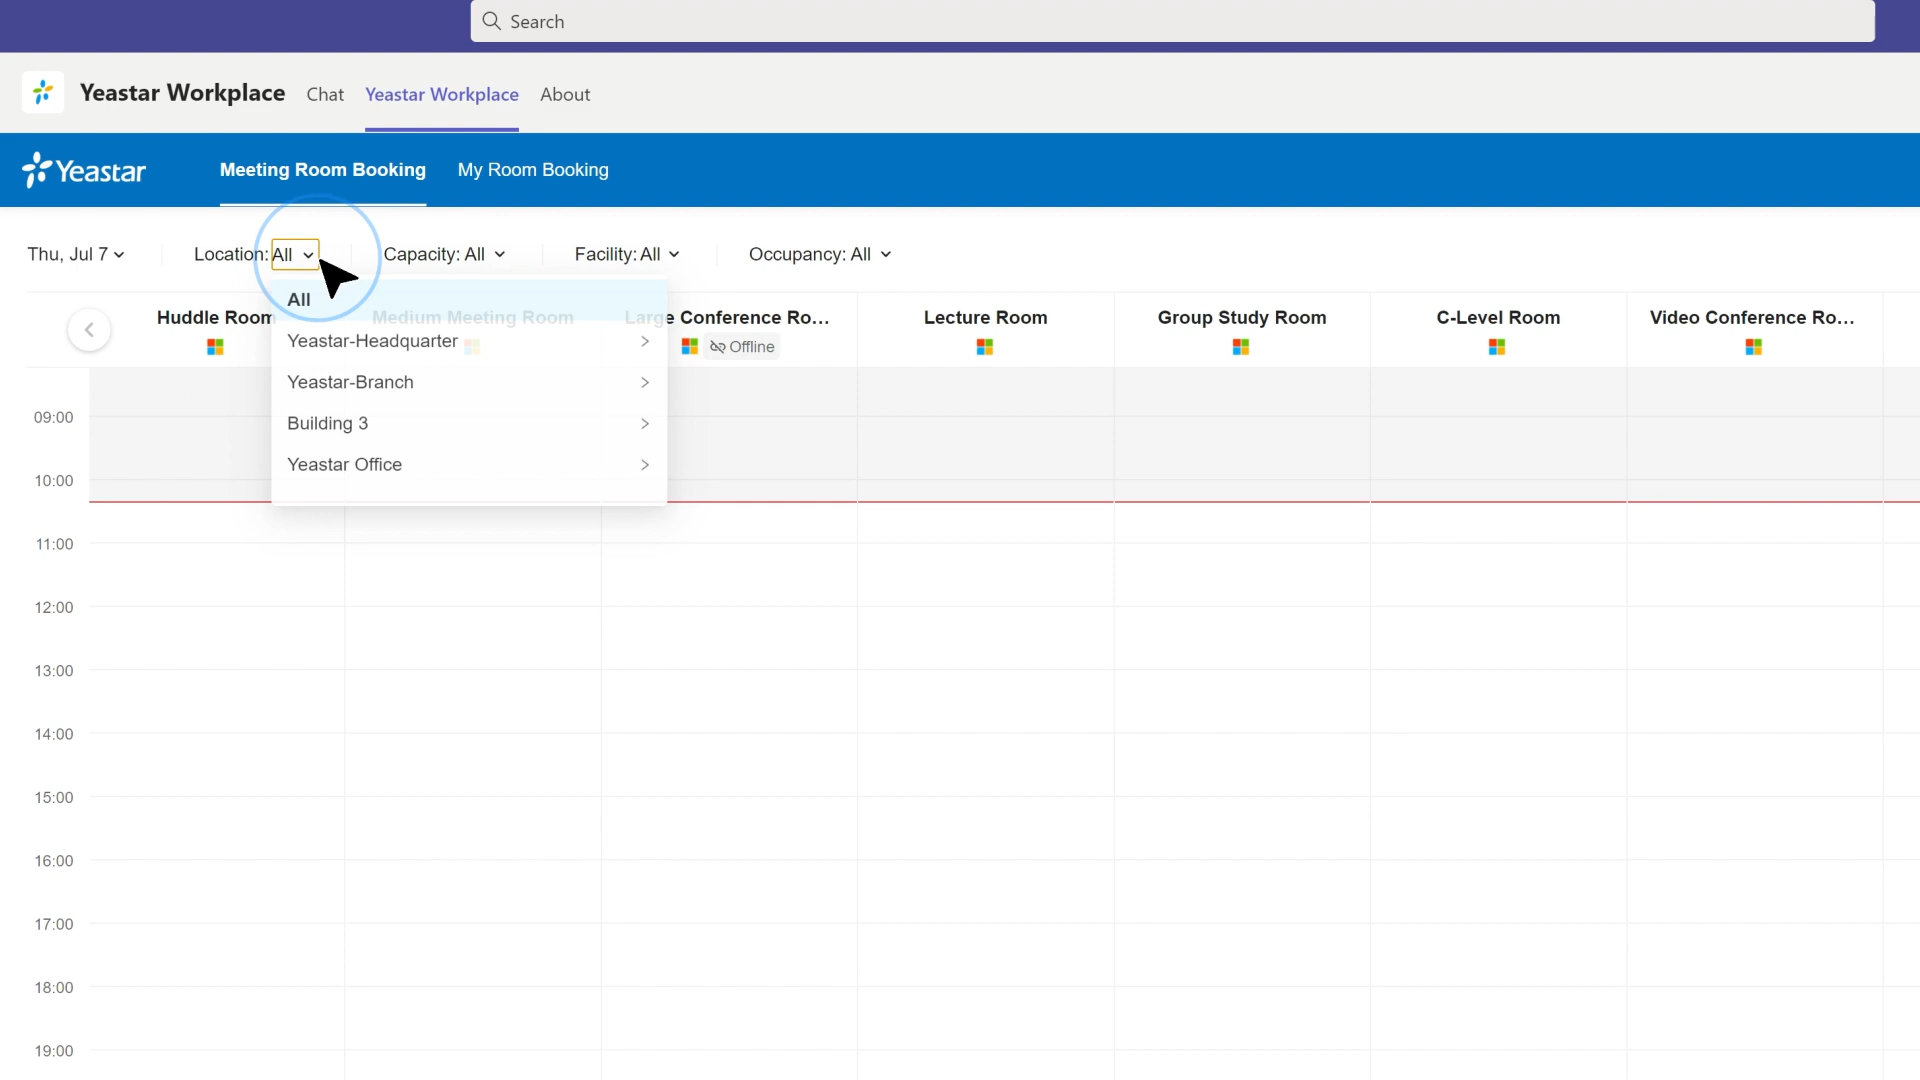 Search
Yeastar Workplace Chat Yeastar Workplace About
Yeastar Meeting Room Booking My Room Booking
Thu, Jul 7 Location: All Capacity: All Facility: All Occupancy: All
All
Huddle Room Medium Meeting Room Large Conference Ro... Lecture Room Group Study Room C-Level Room Video Conference Ro...
Yeastar-Headquarter Offline
Yeastar-Branch
09:00 Building 3
Yeastar Office
10:00
11:00
12:00
13:00
14:00
15:00
16:00
17:00
18:00
19:00